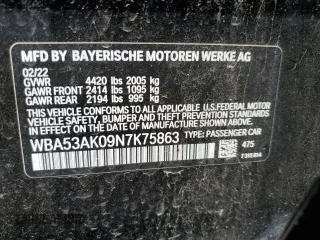 MFD BY BAYERISCHE MOTOREN WERKE AG
02/22
GVWR 4420 lbs 2005 kg
GAWR FRONT 2414 lbs 1095 kg
GAWR REAR 2194 lbs 995 kg
THIS VEHICLE CONFORMS TO ALL APPLICABLE U.S.
FEDERAL MOTOR VEHICLE SAFETY, BUMPER, AND THEFT
PREVENTION STANDARDS IN EFFECT ON THE DATE OF
MANUFACTURE SHOWN ABOVE.
WBA53AK09N7K75863 TYPE: PASSENGER CAR
475